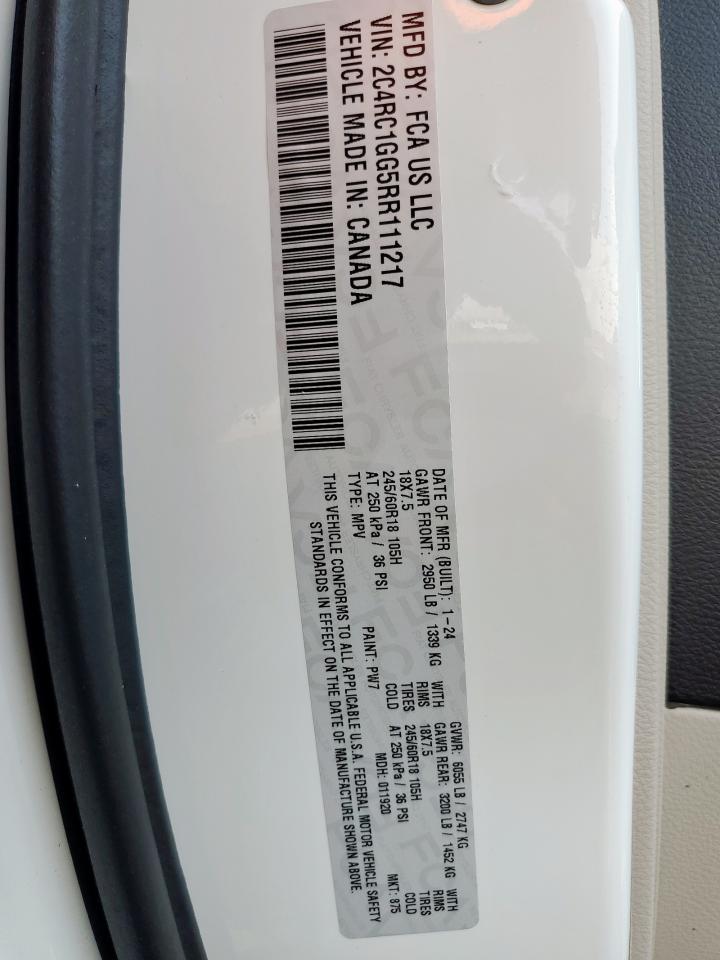 MFD BY: FCA US LLC
VIN: 2C4RC1GG5RR111217
VEHICLE MADE IN: CANADA
DATE OF MFR (BUILT): 1-24 GVWR: 6055 LB / 2747 KG
GAWR FRONT: 2950 LB / 1339 KG WITH GAWR REAR: 3200 LB / 1452 KG WITH
18X7.5 RIMS 18X7.5 RIMS
245/60R18 105H TIRES 245/60R18 105H TIRES
AT 250 kPa / 36 PSI COLD AT 250 kPa / 36 PSI COLD
TYPE: MPV PAINT: PW7 MDH: 011920 MKT: 875
THIS VEHICLE CONFORMS TO ALL APPLICABLE U.S.A. FEDERAL MOTOR VEHICLE SAFETY
STANDARDS IN EFFECT ON THE DATE OF MANUFACTURE SHOWN ABOVE.